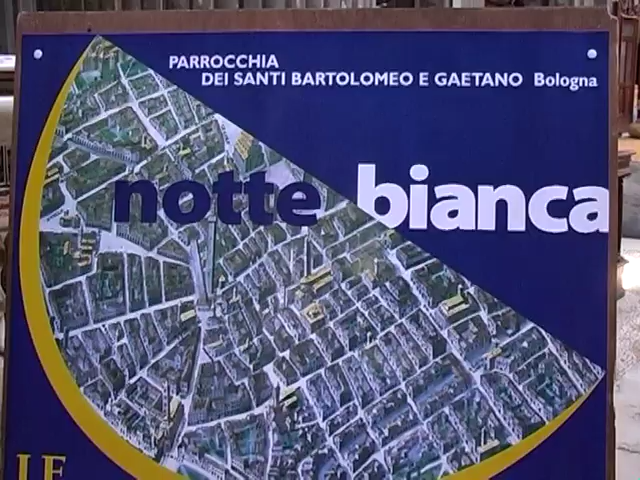 PARROCCHIA
DEI SANTI BARTOLOMEO E GAETANO Bologna
notte bianca
LE